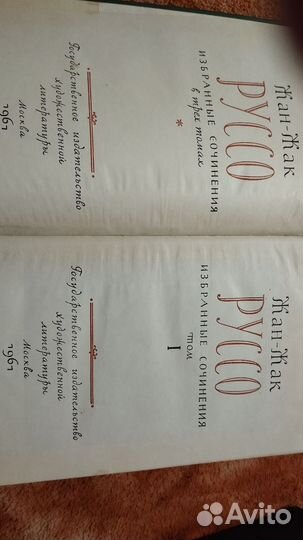 Жан-Жак
РУССО
ИЗБРАННЫЕ СОЧИНЕНИЯ
в трех томах
*
Государственное издательство
художественной
литературы
Москва
1961
Жан-Жак
РУССО
ИЗБРАННЫЕ СОЧИНЕНИЯ
том
I
Государственное издательство
художественной
литературы
Москва
1961
Avito